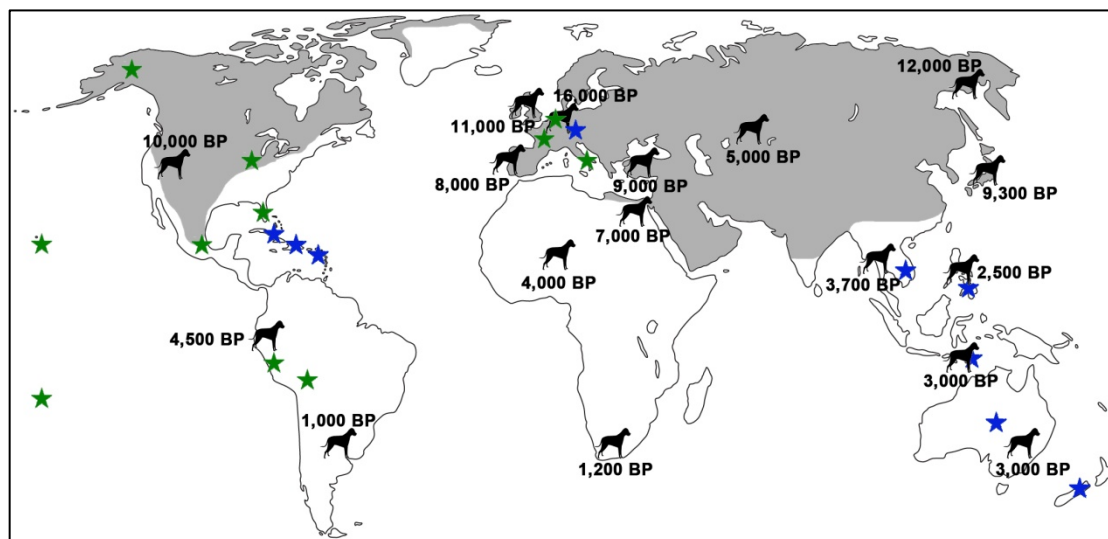 12,000 BP
16,000 BP
11,000 BP
10,000 BP
5,000 BP
8,000 BP
9,000 BP
9,300 BP
7,000 BP
4,000 BP
3,700 BP
2,500 BP
4,500 BP
3,000 BP
1,000 BP
1,200 BP
3,000 BP